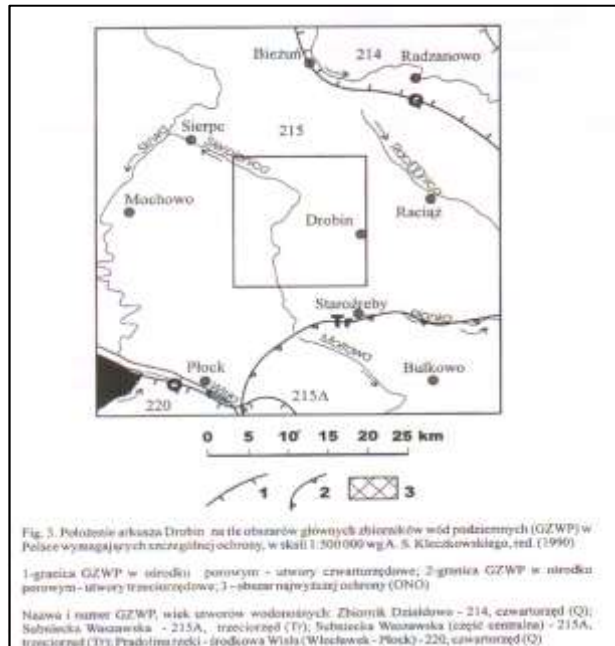 Bieżuń
214
Radzanowo
Q
215
Sierpc
Skrwa
Sierpienica
Raciążnica
Mochowo
Raciąż
Drobin
Staroźreby
Tr
Płonka
Płock
Bulkowo
Q
220
215A
0 5 10 15 20 25 km
1 2 3
Fig. 3. Położenie arkusza Drobin na tle obszarów głównych zbiorników wód podziemnych (GZWP) w
Polsce wymagających szczególnej ochrony, w skali 1:500 000 wg A. S. Kleczkowskiego, red. (1990)
1-granica GZWP w ośrodku porowym - utwory czwartorzędowe; 2-granica GZWP w ośrodku
porowym - utwory trzeciorzędowe; 3 - obszar najwyższej ochrony (ONO)
Nazwa i numer GZWP, wiek utworów wodonośnych: Zbiornik Działdowo - 214, czwartorzęd (Q);
Subniecka Warszawska - 215A, trzeciorzęd (Tr); Subniecka Warszawska (część centralna) - 215A,
trzeciorzęd (Tr); Pradolina rzeki - środkowa Wisła (Włocławek - Płock) - 220, czwartorzęd (Q)